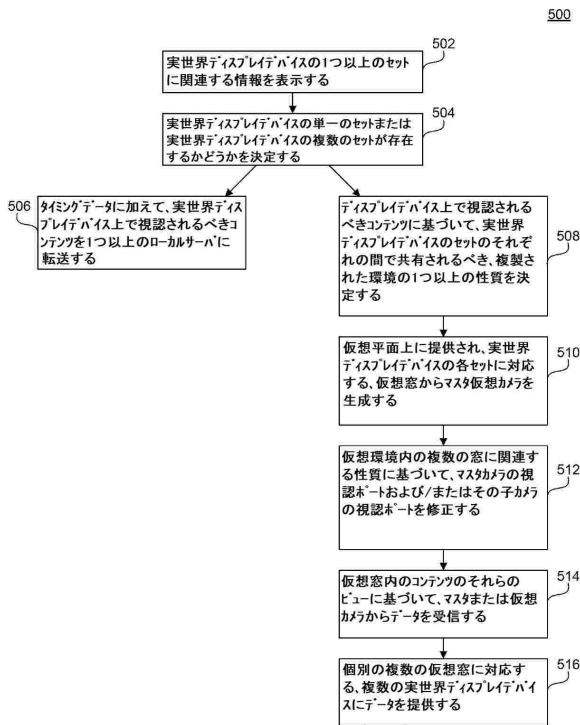 500
502
実世界ディスプレイデバイスの1つ以上のセット
に関連する情報を表示する
504
実世界ディスプレイデバイスの単一のセットまたは
実世界ディスプレイデバイスの複数のセットが存在
するかどうかを決定する
506
タイミングデータに加えて、実世界ディス
プレイデバイス上で視認されるべきコン
テンツを1つ以上のローカルサーバに
転送する
ディスプレイデバイス上で視認される
べきコンテンツに基づいて、実世界
ディスプレイデバイスのセットのそれぞ
れの間で共有されるべき、複製さ
れた環境の1つ以上の性質を決
定する
508
仮想平面上に提供され、実世界
ディスプレイデバイスの各セットに対応
する、仮想窓からマスタ仮想カメラを
生成する
510
仮想環境内の複数の窓に関連す
る性質に基づいて、マスタカメラの視
認ポートおよび/またはその子カメラ
の視認ポートを修正する
512
仮想窓内のコンテンツのそれらの
ビューに基づいて、マスタまたは仮想
カメラからデータを受信する
514
個別の複数の仮想窓に対応す
る、複数の実世界ディスプレイデバイ
スにデータを提供する
516